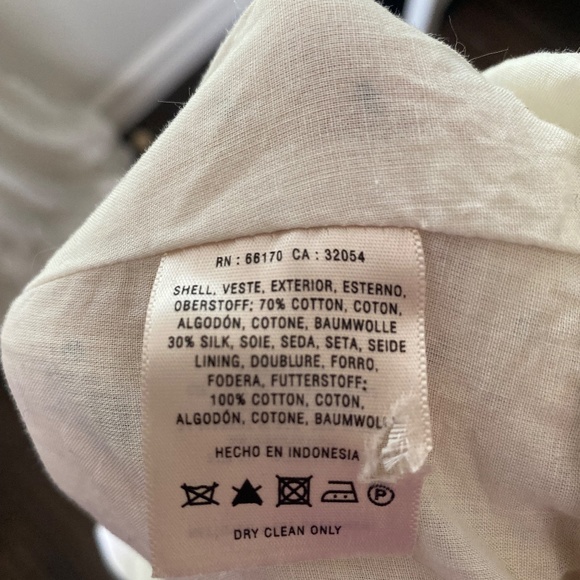 RN : 66170 CA : 32054
SHELL, VESTE, EXTERIOR, ESTERNO,
OBERSTOFF: 70% COTTON, COTON,
ALGODÓN, COTONE, BAUMWOLLE
30% SILK, SOIE, SEDA, SETA, SEIDE
LINING, DOUBLURE, FORRO,
FODERA, FUTTERSTOFF:
100% COTTON, COTON,
ALGODÓN, COTONE, BAUMWOL
HECHO EN INDONESIA
P
DRY CLEAN ONLY